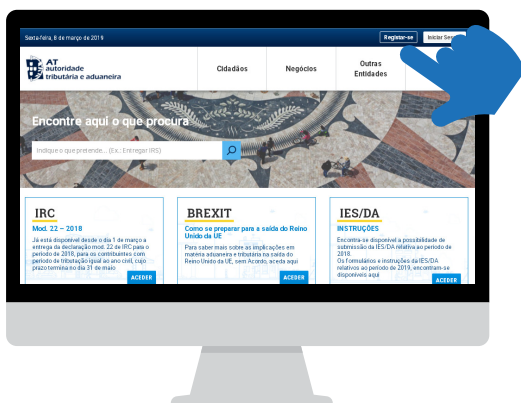 Sexta-feira, 8 de março de 2019
Registar-se
Iniciar
AT
autoridade
tributária e aduaneira
Cidadãos
Negócios
Outras
Entidades
Encontre aqui o que procura
Indique o que pretende... (Ex.: Entregar IRS)
IRC
Mod. 22 – 2018
Já está disponível desde o dia 1 de março a
entrega da declaração mod. 22 de IRC para o
período de 2018, para os contribuintes com
período de tributação igual ao ano civil, cujo
prazo termina no dia 31 de maio
ACEDER
BREXIT
Como se preparar para a saída do Reino
Unido da UE
Para saber mais sobre as implicações em
matéria aduaneira e tributária na saída do
Reino Unido da UE, sem Acordo, aceda aqui
ACEDER
IES/DA
INSTRUÇÕES
Encontra-se disponível a possibilidade de
submissão da IES/DA relativa ao período de
2018.
Os formulários e instruções da IES/DA
relativos ao período de 2019, encontram-se
disponíveis aqui
ACEDER